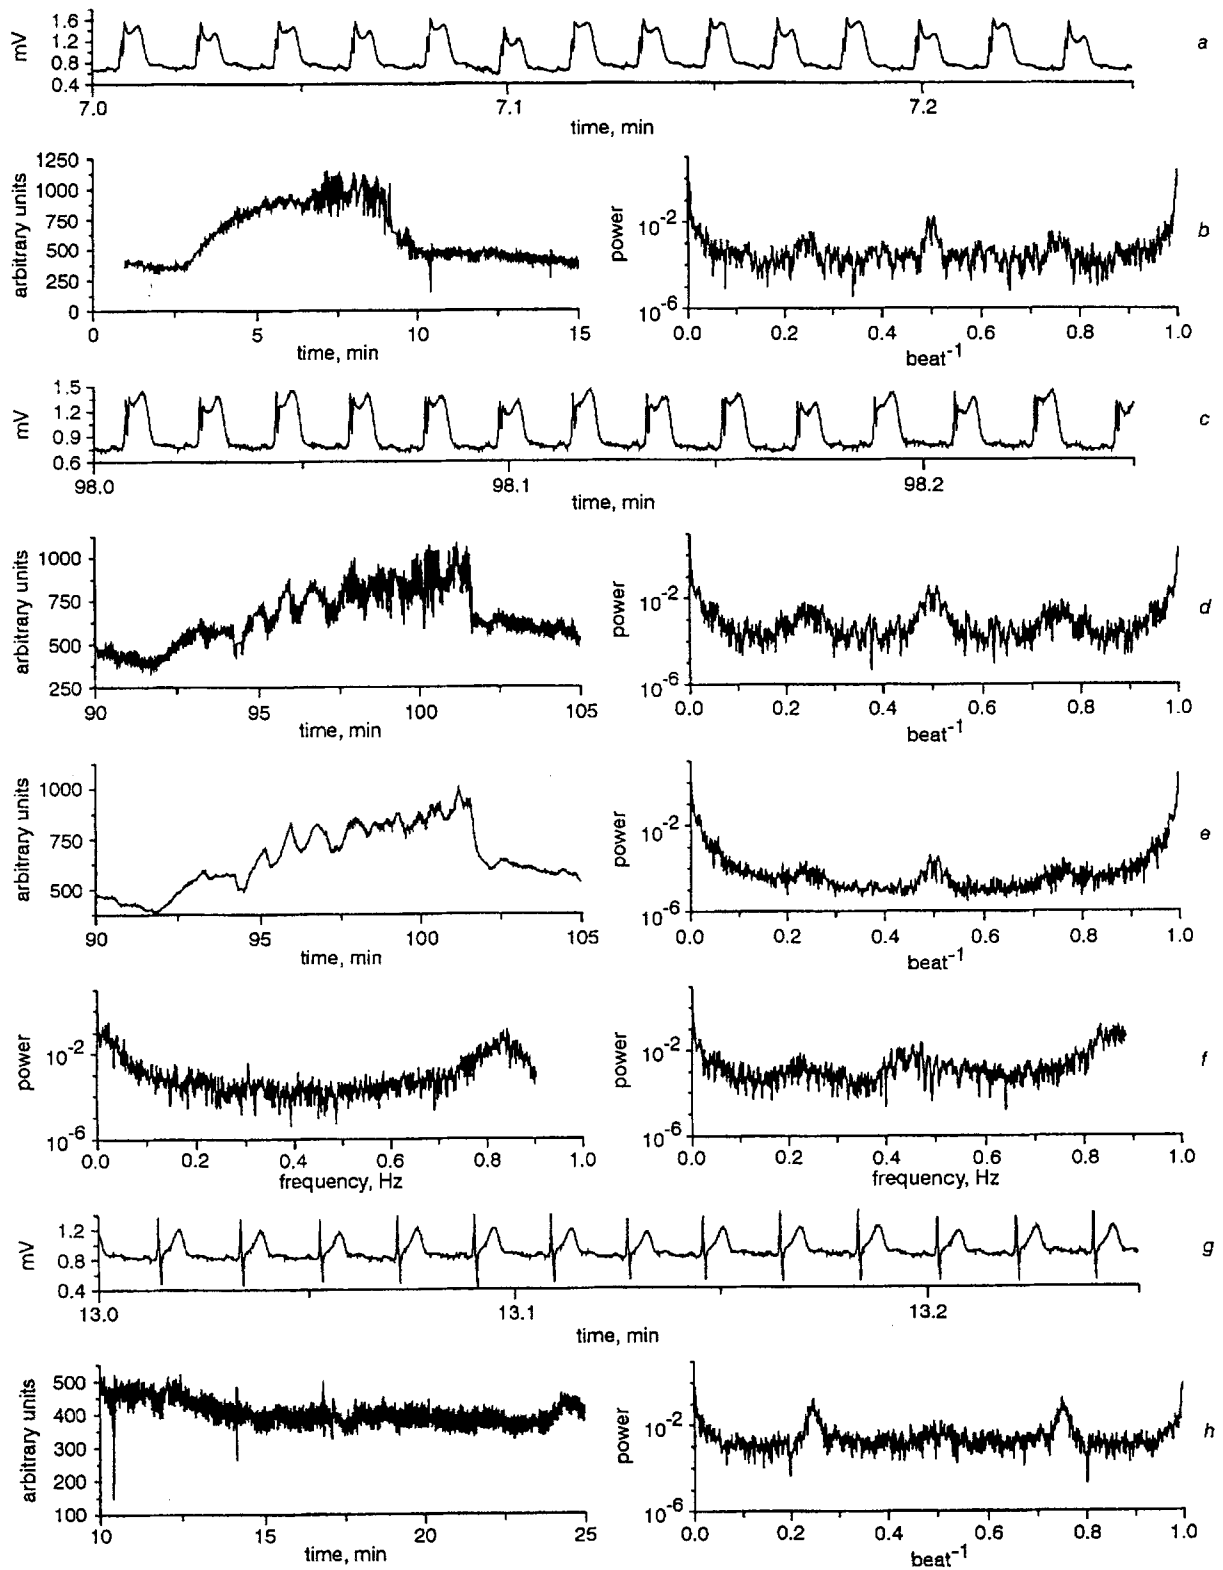 mV 1.6 1.2 0.8 0.4 a
7.0 7.1 7.2
time, min
arbitrary units 1250 1000 750 500 250 0 power 10-2 10-6 b
0 5 10 15 0.0 0.2 0.4 0.6 0.8 1.0
time, min beat-1
mV 1.5 1.2 0.9 0.6 c
98.0 98.1 98.2
time, min
arbitrary units 1000 750 500 250 power 10-2 10-6 d
90 95 100 105 0.0 0.2 0.4 0.6 0.8 1.0
time, min beat-1
arbitrary units 1000 750 500 power 10-2 10-6 e
90 95 100 105 0.0 0.2 0.4 0.6 0.8 1.0
time, min beat-1
power 10-2 10-6 power 10-2 10-6 f
0.0 0.2 0.4 0.6 0.8 1.0 0.0 0.2 0.4 0.6 0.8 1.0
frequency, Hz frequency, Hz
mV 1.2 0.8 0.4 g
13.0 13.1 13.2
time, min
arbitrary units 500 400 300 200 100 power 10-2 10-6 h
10 15 20 25 0.0 0.2 0.4 0.6 0.8 1.0
time, min beat-1